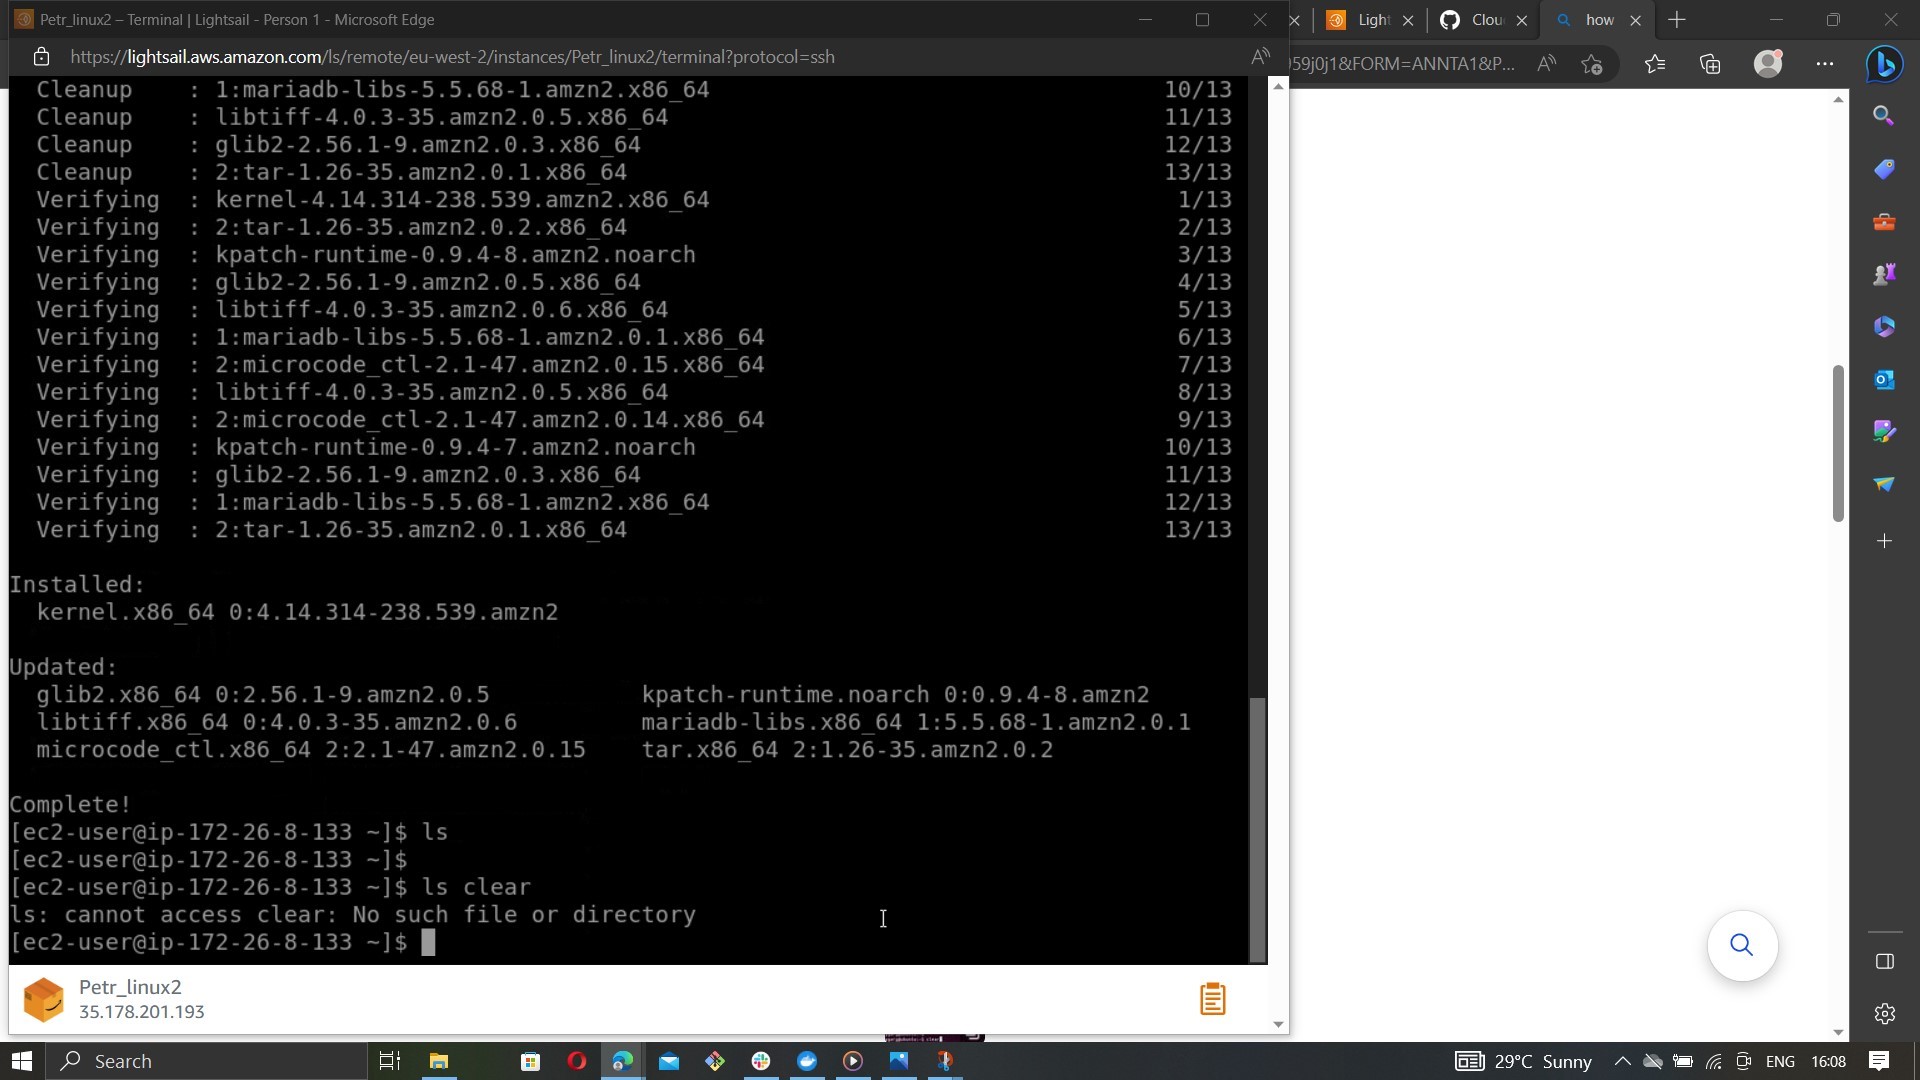 Petr_linux2 – Terminal | Lightsail - Person 1 - Microsoft Edge
Light
Clou
how
https://lightsail.aws.amazon.com/ls/remote/eu-west-2/instances/Petr_linux2/terminal?protocol=ssh
959j0j1&FORM=ANNTA1&P...
Cleanup : 1:mariadb-libs-5.5.68-1.amzn2.x86_64 10/13
Cleanup : libtiff-4.0.3-35.amzn2.0.5.x86_64 11/13
Cleanup : glib2-2.56.1-9.amzn2.0.3.x86_64 12/13
Cleanup : 2:tar-1.26-35.amzn2.0.1.x86_64 13/13
Verifying : kernel-4.14.314-238.539.amzn2.x86_64 1/13
Verifying : 2:tar-1.26-35.amzn2.0.2.x86_64 2/13
Verifying : kpatch-runtime-0.9.4-8.amzn2.noarch 3/13
Verifying : glib2-2.56.1-9.amzn2.0.5.x86_64 4/13
Verifying : libtiff-4.0.3-35.amzn2.0.6.x86_64 5/13
Verifying : 1:mariadb-libs-5.5.68-1.amzn2.0.1.x86_64 6/13
Verifying : 2:microcode_ctl-2.1-47.amzn2.0.15.x86_64 7/13
Verifying : libtiff-4.0.3-35.amzn2.0.5.x86_64 8/13
Verifying : 2:microcode_ctl-2.1-47.amzn2.0.14.x86_64 9/13
Verifying : kpatch-runtime-0.9.4-7.amzn2.noarch 10/13
Verifying : glib2-2.56.1-9.amzn2.0.3.x86_64 11/13
Verifying : 1:mariadb-libs-5.5.68-1.amzn2.x86_64 12/13
Verifying : 2:tar-1.26-35.amzn2.0.1.x86_64 13/13
Installed:
kernel.x86_64 0:4.14.314-238.539.amzn2
Updated:
glib2.x86_64 0:2.56.1-9.amzn2.0.5 kpatch-runtime.noarch 0:0.9.4-8.amzn2
libtiff.x86_64 0:4.0.3-35.amzn2.0.6 mariadb-libs.x86_64 1:5.5.68-1.amzn2.0.1
microcode_ctl.x86_64 2:2.1-47.amzn2.0.15 tar.x86_64 2:1.26-35.amzn2.0.2
Complete!
[ec2-user@ip-172-26-8-133 ~]$ ls
[ec2-user@ip-172-26-8-133 ~]$
[ec2-user@ip-172-26-8-133 ~]$ ls clear
ls: cannot access clear: No such file or directory
[ec2-user@ip-172-26-8-133 ~]$
Petr_linux2
35.178.201.193
Search
29°C Sunny
ENG
16:08